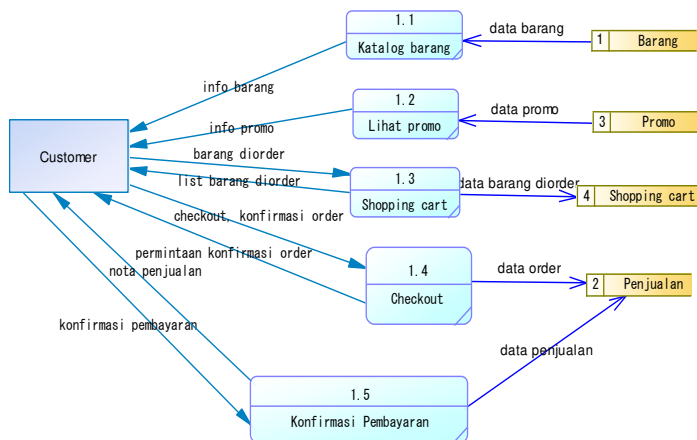 1.1
Katalog barang
data barang
1 Barang
info barang
1.2
Lihat promo
data promo
3 Promo
info promo
Customer
barang diorder
list barang diorder
1.3
Shopping cart
data barang diorder
4 Shopping cart
checkout, konfirmasi order
permintaan konfirmasi order
nota penjualan
1.4
Checkout
data order
2 Penjualan
konfirmasi pembayaran
data penjualan
1.5
Konfirmasi Pembayaran